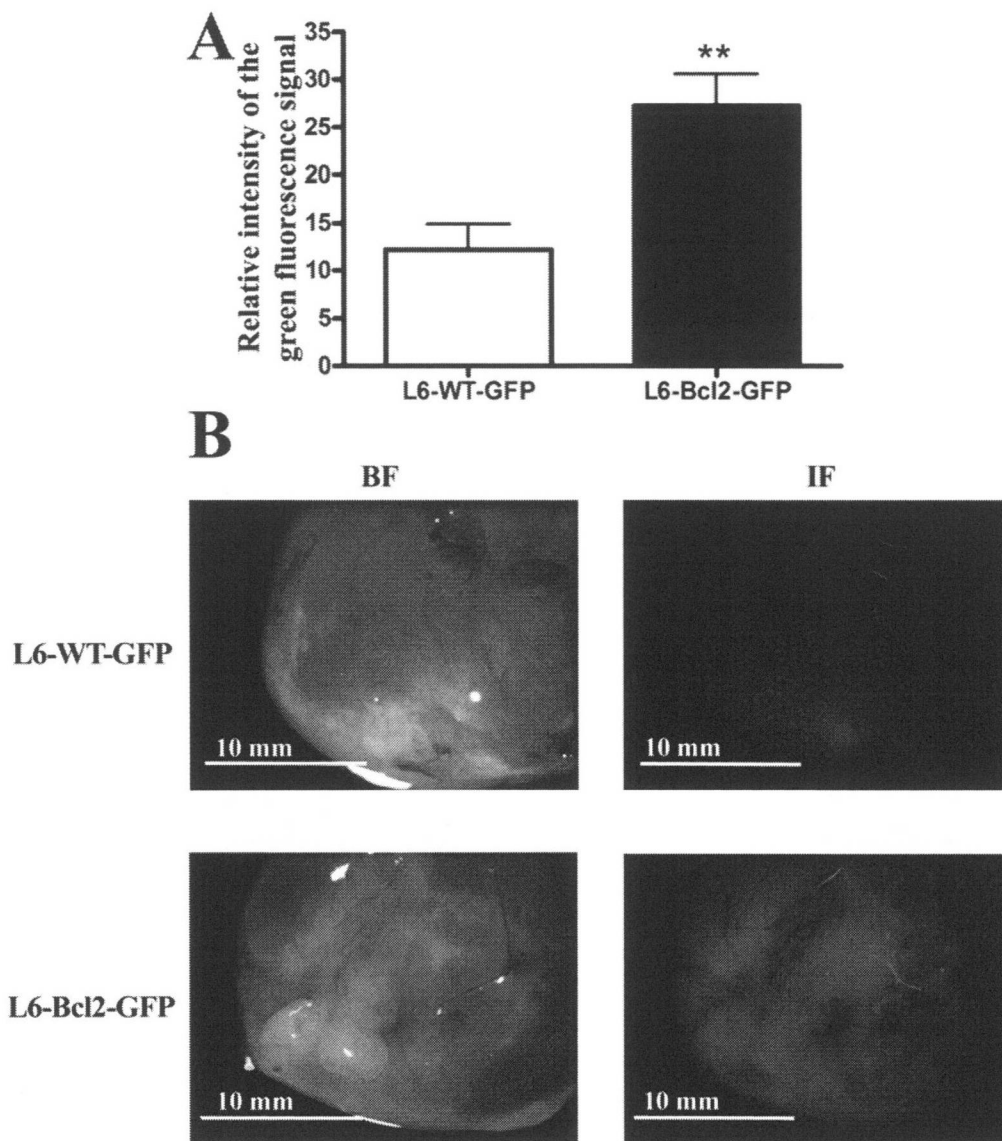 A
Relative intensity of the
green fluorescence signal
35
30
25
20
15
10
5
0
**
L6-WT-GFP
L6-Bcl2-GFP
B
BF
IF
L6-WT-GFP
10 mm
10 mm
L6-Bcl2-GFP
10 mm
10 mm